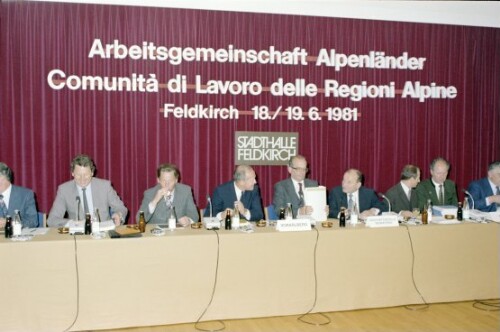 Arbeitsgemeinschaft Alpenländer
Comunità di Lavoro delle Regioni Alpine
Feldkirch 18./19.6.1981
STADTHALLE
FELDKIRCH